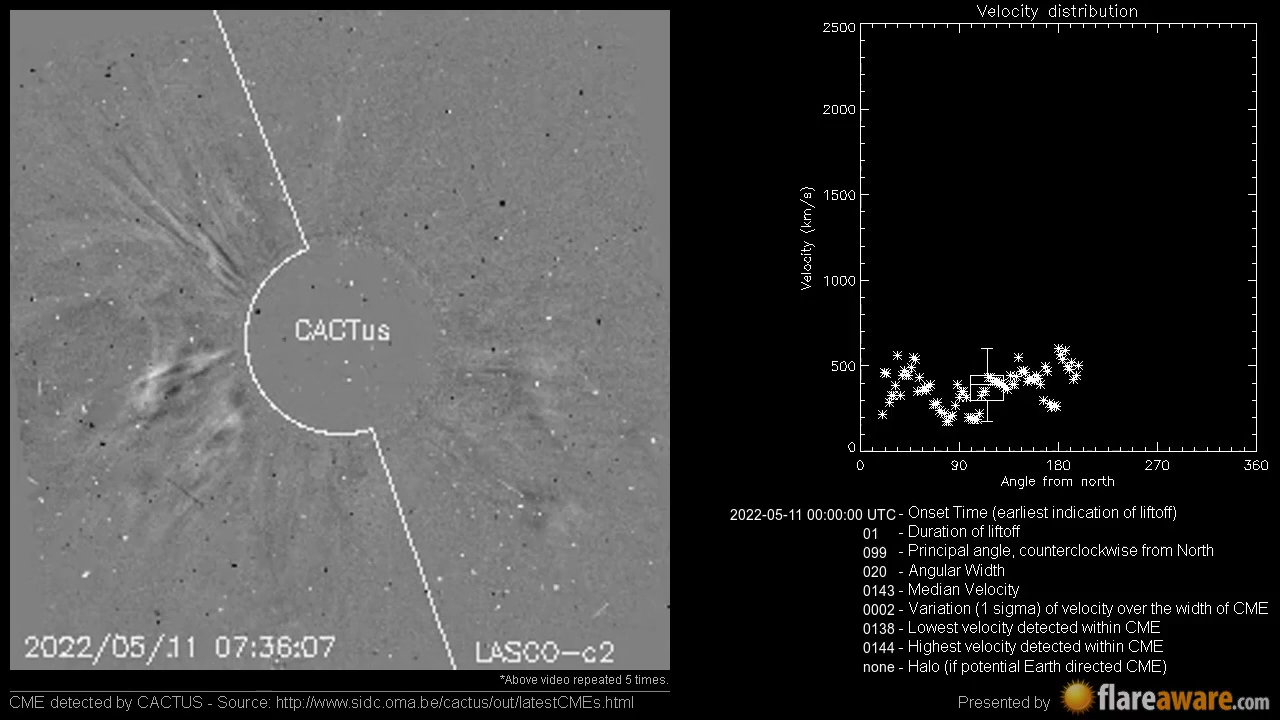 Velocity distribution
2500
2000
1500
1000
500
0
Velocity (km/s)
0 90 180 270 360
Angle from north
CACTus
2022/05/11 07:36:07 LASCO-c2
*Above video repeated 5 times.
CME detected by CACTUS - Source: http://www.sidc.oma.be/cactus/out/latestCMEs.html
2022-05-11 00:00:00 UTC - Onset Time (earliest indication of liftoff)
01 - Duration of liftoff
099 - Principal angle, counterclockwise from North
020 - Angular Width
0143 - Median Velocity
0002 - Variation (1 sigma) of velocity over the width of CME
0138 - Lowest velocity detected within CME
0144 - Highest velocity detected within CME
none - Halo (if potential Earth directed CME)
Presented by flareaware.com